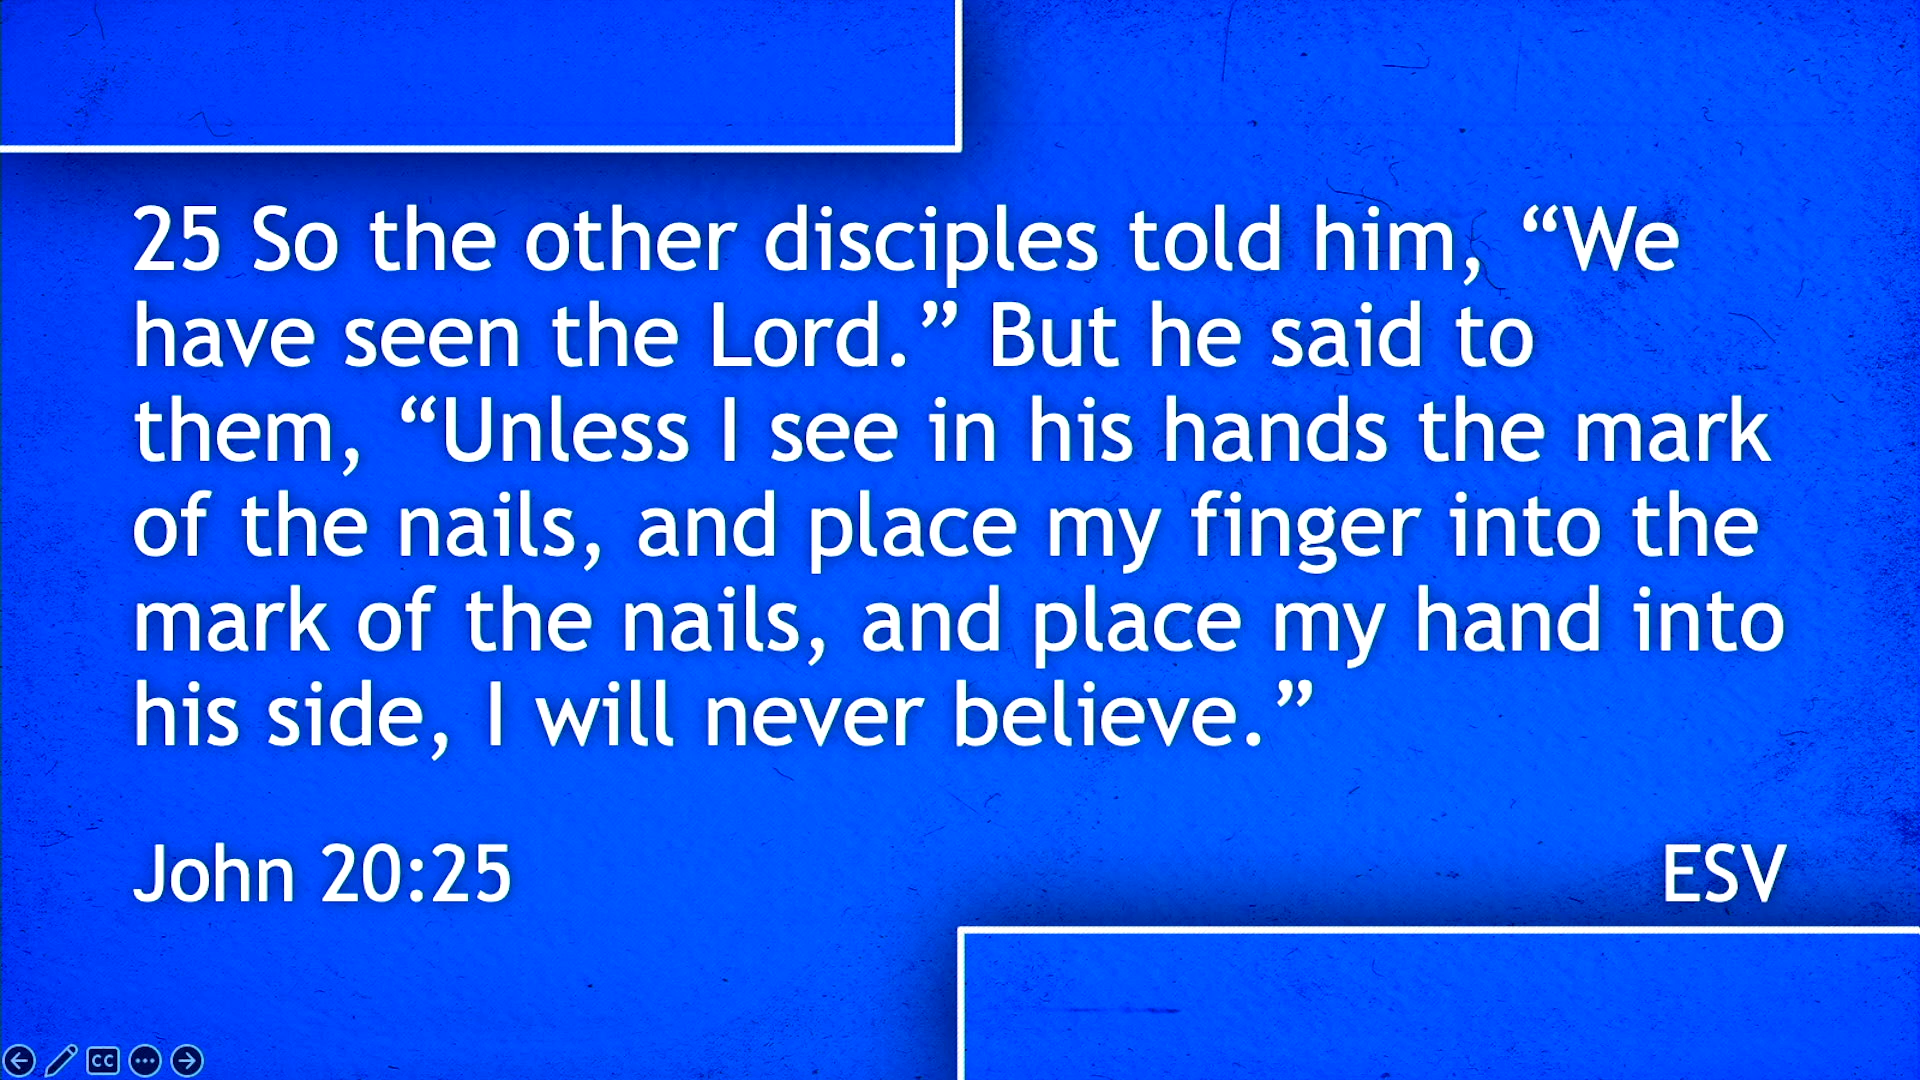 25 So the other disciples told him, “We
have seen the Lord.” But he said to
them, “Unless I see in his hands the mark
of the nails, and place my finger into the
mark of the nails, and place my hand into
his side, I will never believe.”
John 20:25
ESV
CC